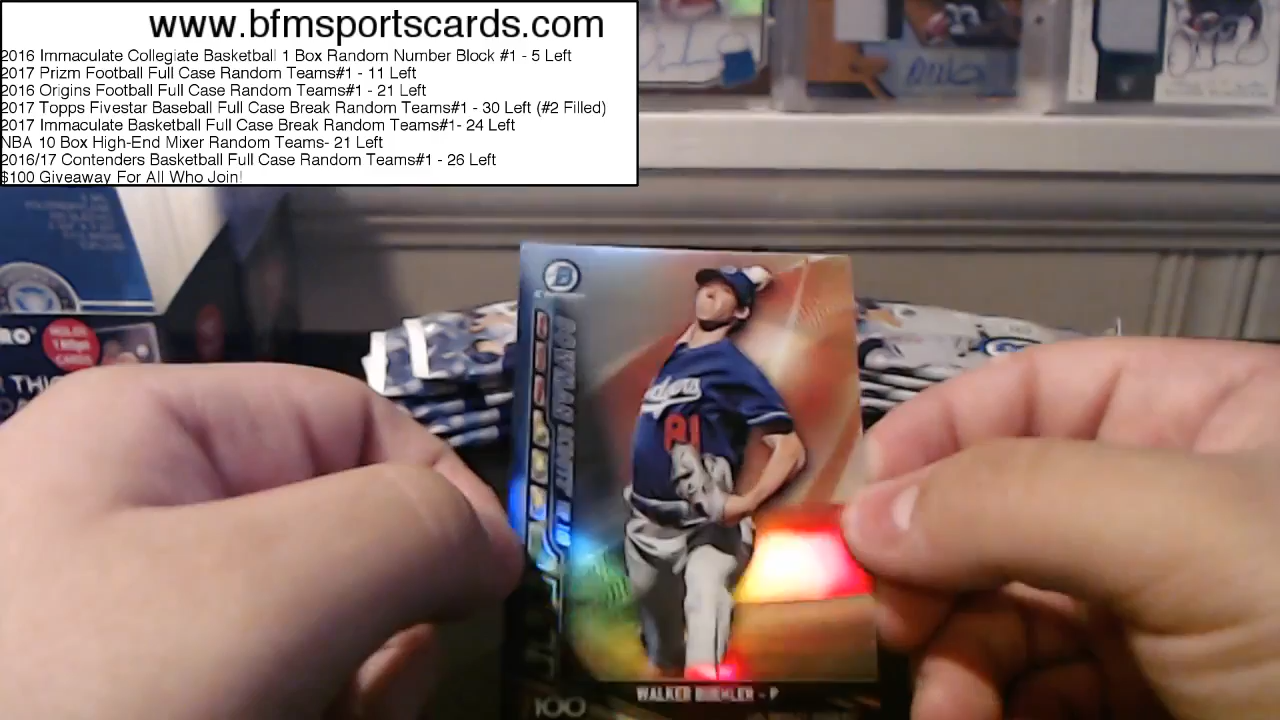 www.bfmsportscards.com
2016 Immaculate Collegiate Basketball 1 Box Random Number Block #1 - 5 Left
2017 Prizm Football Full Case Random Teams#1 - 11 Left
2016 Origins Football Full Case Random Teams#1 - 21 Left
2017 Topps Fivestar Baseball Full Case Break Random Teams#1 - 30 Left (#2 Filled)
2017 Immaculate Basketball Full Case Break Random Teams#1- 24 Left
NBA 10 Box High-End Mixer Random Teams- 21 Left
2016/17 Contenders Basketball Full Case Random Teams#1 - 26 Left
$100 Giveaway For All Who Join!
B
Dodgers
81
WALKER BUEHLER - P
100